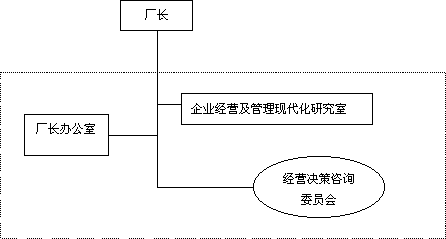 厂长
企业经营及管理现代化研究室
厂长办公室
经营决策咨询
委员会